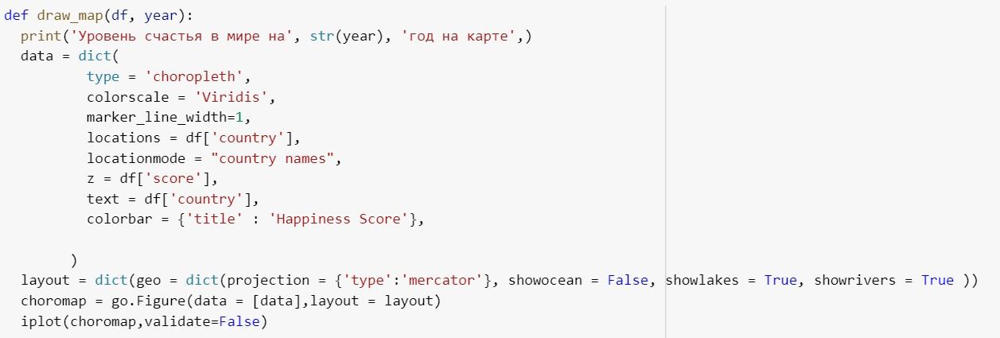 def draw_map(df, year):
  print('Уровень счастья в мире на', str(year), 'год на карте',)
  data = dict(
          type = 'choropleth',
          colorscale = 'Viridis',
          marker_line_width=1,
          locations = df['country'],
          locationmode = "country names",
          z = df['score'],
          text = df['country'],
          colorbar = {'title' : 'Happiness Score'},
        )
  layout = dict(geo = dict(projection = {'type':'mercator'}, showocean = False, showlakes = True, showrivers = True ))
  choromap = go.Figure(data = [data],layout = layout)
  iplot(choromap,validate=False)